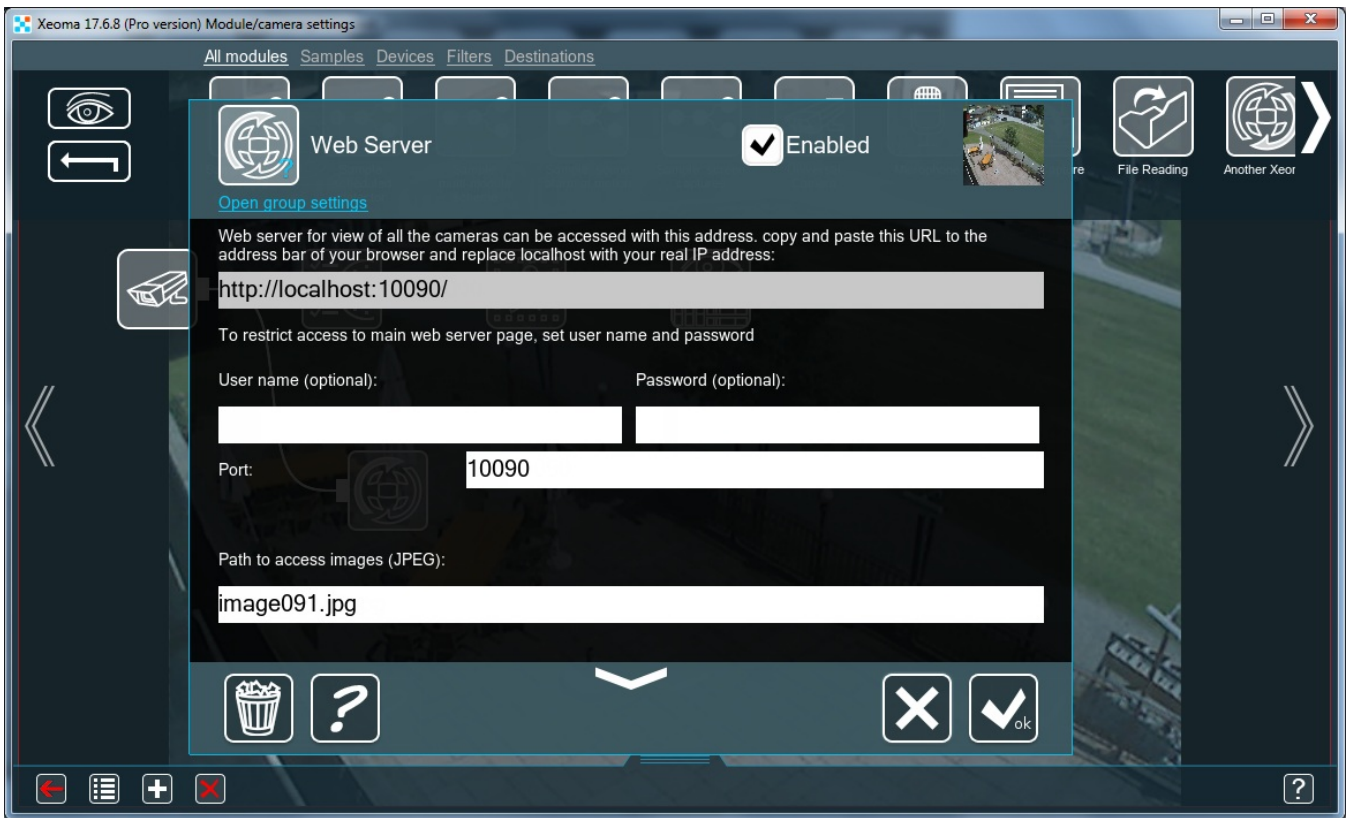 Xeoma 17.6.8 (Pro version) Module/camera settings
All modules Samples Devices Filters Destinations
re File Reading Another Xeor
Web Server
Enabled
Open group settings
Web server for view of all the cameras can be accessed with this address. copy and paste this URL to the
address bar of your browser and replace localhost with your real IP address:
http://localhost:10090/
To restrict access to main web server page, set user name and password
User name (optional): Password (optional):
Port: 10090
Path to access images (JPEG):
image091.jpg
ok